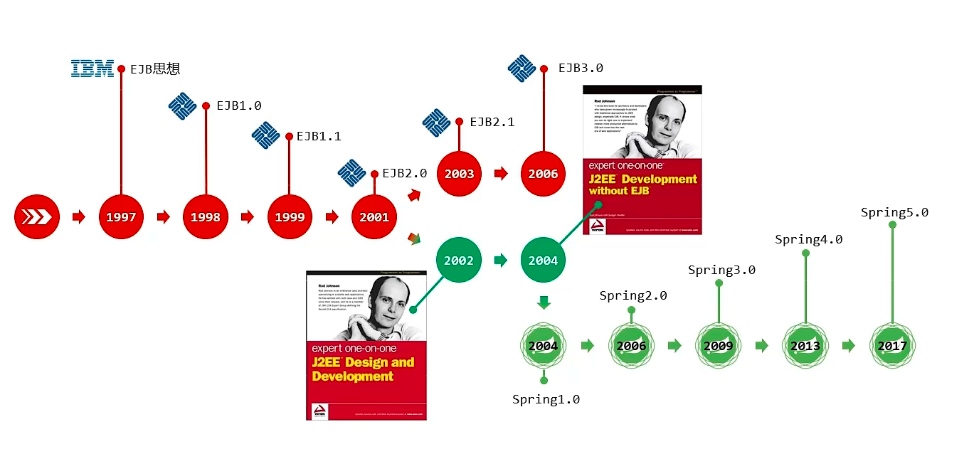 IBM
EJB思想
EJB1.0
EJB1.1
EJB2.0
EJB2.1
EJB3.0
1997
1998
1999
2001
2003
2006
2002
2004
Rod Johnson
expert one-on-one
J2EE Design and
Development
Rod Johnson
expert one-on-one
J2EE Development
without EJB
2004
2006
2009
2013
2017
Spring1.0
Spring2.0
Spring3.0
Spring4.0
Spring5.0